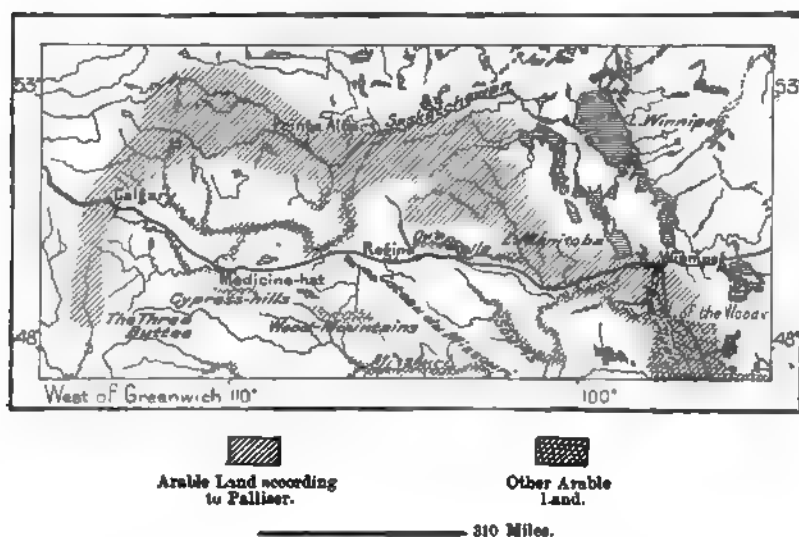 53°
53°
Saskatchewan
L. Winnipeg
Calgary
Regina
L. Manitoba
Winnipeg
Medicine-hat
Cypress-hills
of the Woods
The Three
Buttes
Wood-Mountains
48°
48°
West of Greenwich 110°
100°
Arable Land according
to Palliser.
Other Arable
Land.
310 Miles.